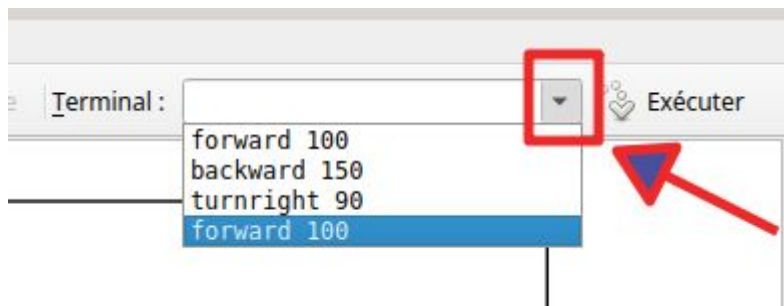 Terminal :
Exécuter
forward 100
backward 150
turnright 90
forward 100